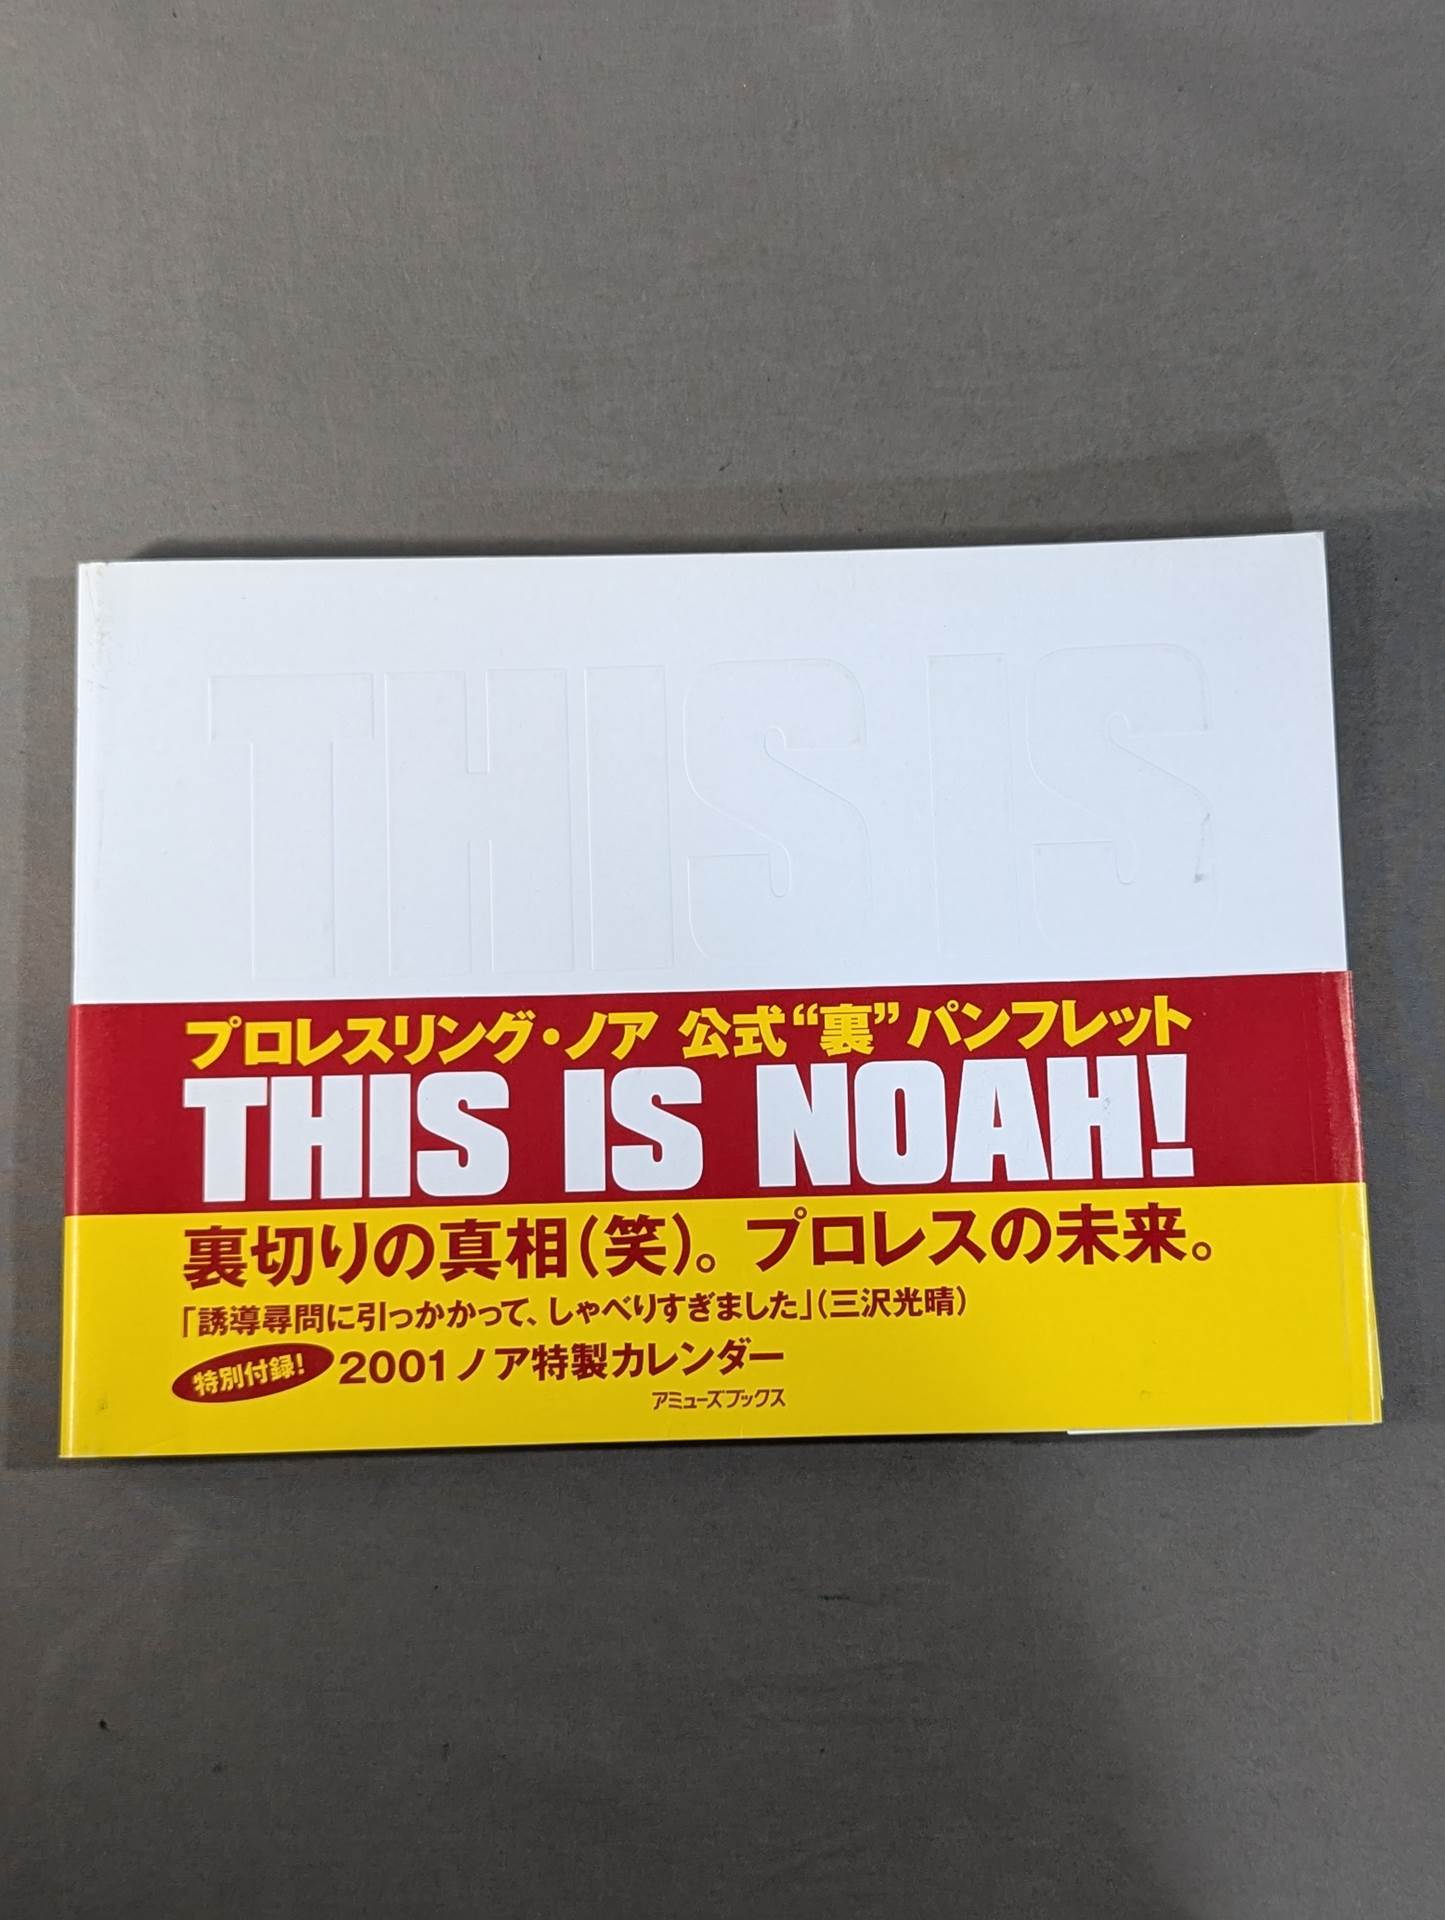 THIS IS
プロレスリング・ノア 公式“裏”パンフレット
THIS IS NOAH!
裏切りの真相(笑)。プロレスの未来。
「誘導尋問に引っかかって、しゃべりすぎました」(三沢光晴)
特別付録! 2001ノア特製カレンダー
アミューズブックス